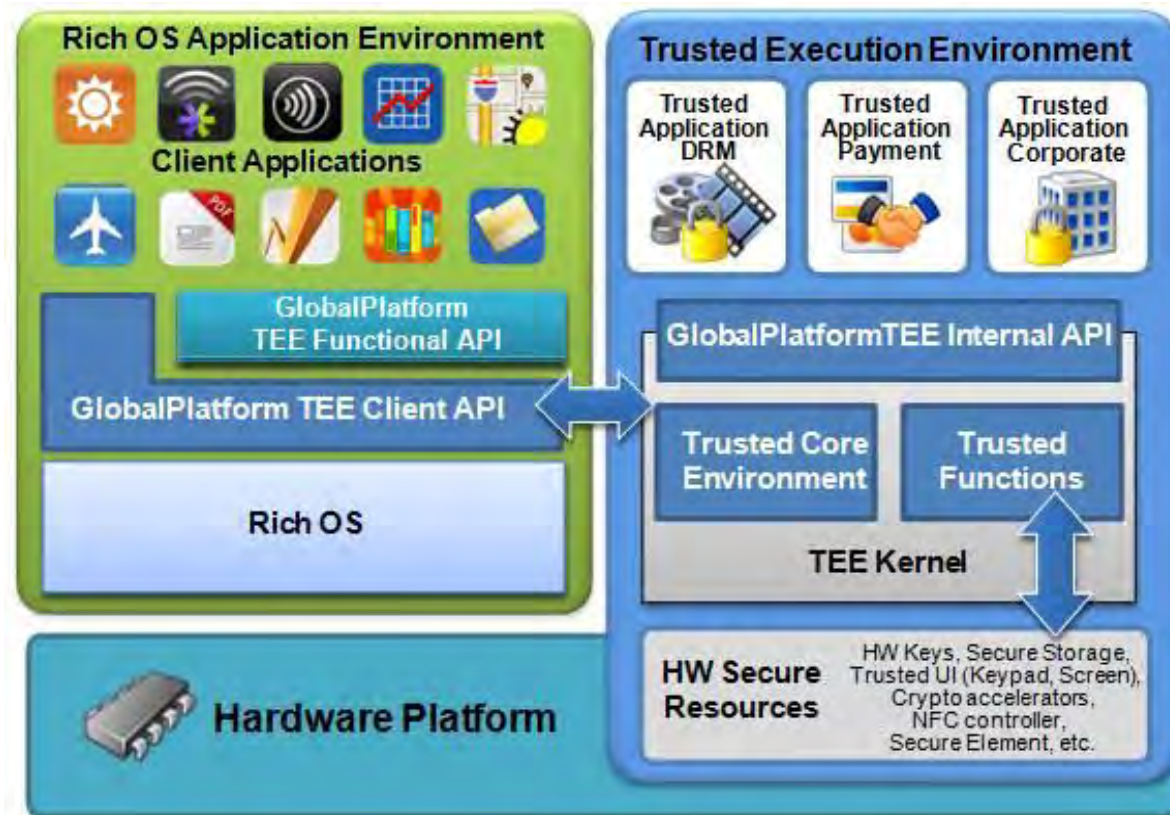 Rich OS Application Environment
Client Applications
PDF
GlobalPlatform
TEE Functional API
GlobalPlatform TEE Client API
Rich OS
Trusted Execution Environment
Trusted
Application
DRM
Trusted
Application
Payment
Trusted
Application
Corporate
GlobalPlatformTEE Internal API
Trusted Core
Environment
Trusted
Functions
TEE Kernel
HW Secure
Resources
HW Keys, Secure Storage,
Trusted UI (Keypad, Screen),
Crypto accelerators,
NFC controller,
Secure Element, etc.
Hardware Platform